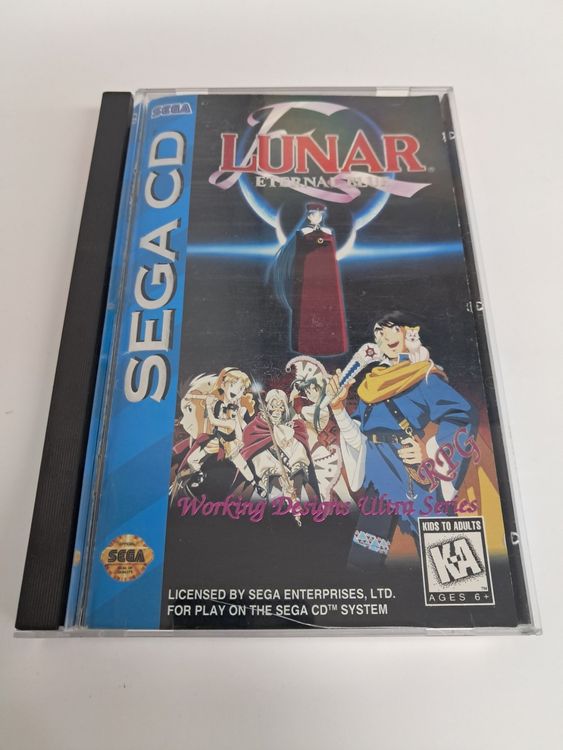 SEGA
SEGA CD
LUNAR®
ETERNAL BLUE
RPG
Working Designs Ultra Series
KIDS TO ADULTS
K-A
AGES 6+
™
SEGA
LICENSED BY SEGA ENTERPRISES, LTD.
FOR PLAY ON THE SEGA CD™ SYSTEM